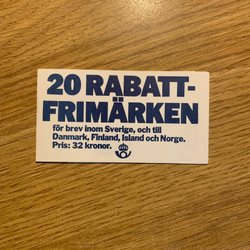 20 RABATT-
FRIMÄRKEN
för brev inom Sverige, och till
Danmark, Finland, Island och Norge.
Pris: 32 kronor.